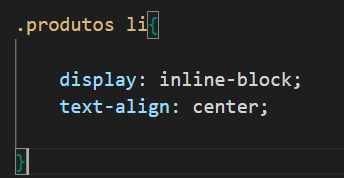 .produtos li{
display: inline-block;
text-align: center;
}